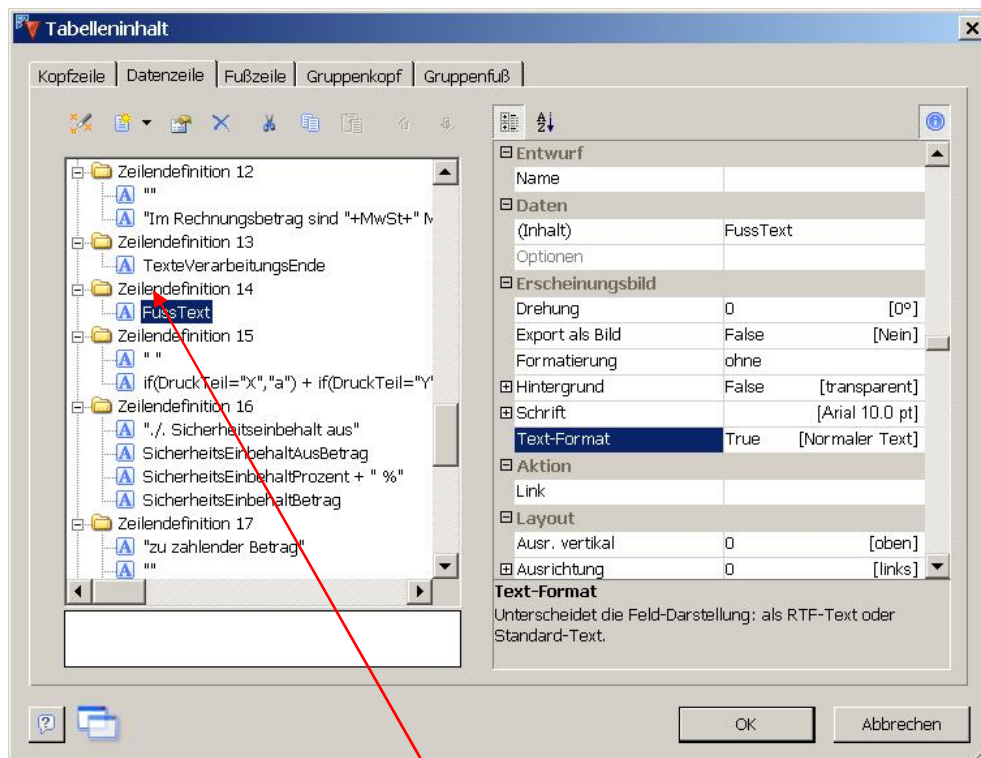 Tabelleninhalt
Kopfzeile Datenzeile Fußzeile Gruppenkopf Gruppenfuß
Zeilendefinition 12
""
"Im Rechnungsbetrag sind "+MwSt+" M
Zeilendefinition 13
TexteVerarbeitungsEnde
Zeilendefinition 14
FussText
Zeilendefinition 15
" "
if(DruckTeil="X","a") + if(DruckTeil="Y"
Zeilendefinition 16
"./. Sicherheitseinbehalt aus"
SicherheitsEinbehaltAusBetrag
SicherheitsEinbehaltProzent + " %"
SicherheitsEinbehaltBetrag
Zeilendefinition 17
"zu zahlender Betrag"
""
Entwurf
Name
Daten
(Inhalt) FussText
Optionen
Erscheinungsbild
Drehung 0 [0°]
Export als Bild False [Nein]
Formatierung ohne
Hintergrund False [transparent]
Schrift [Arial 10.0 pt]
Text-Format True [Normaler Text]
Aktion
Link
Layout
Ausr. vertikal 0 [oben]
Ausrichtung 0 [links]
Text-Format
Unterscheidet die Feld-Darstellung: als RTF-Text oder
Standard-Text.
OK Abbrechen